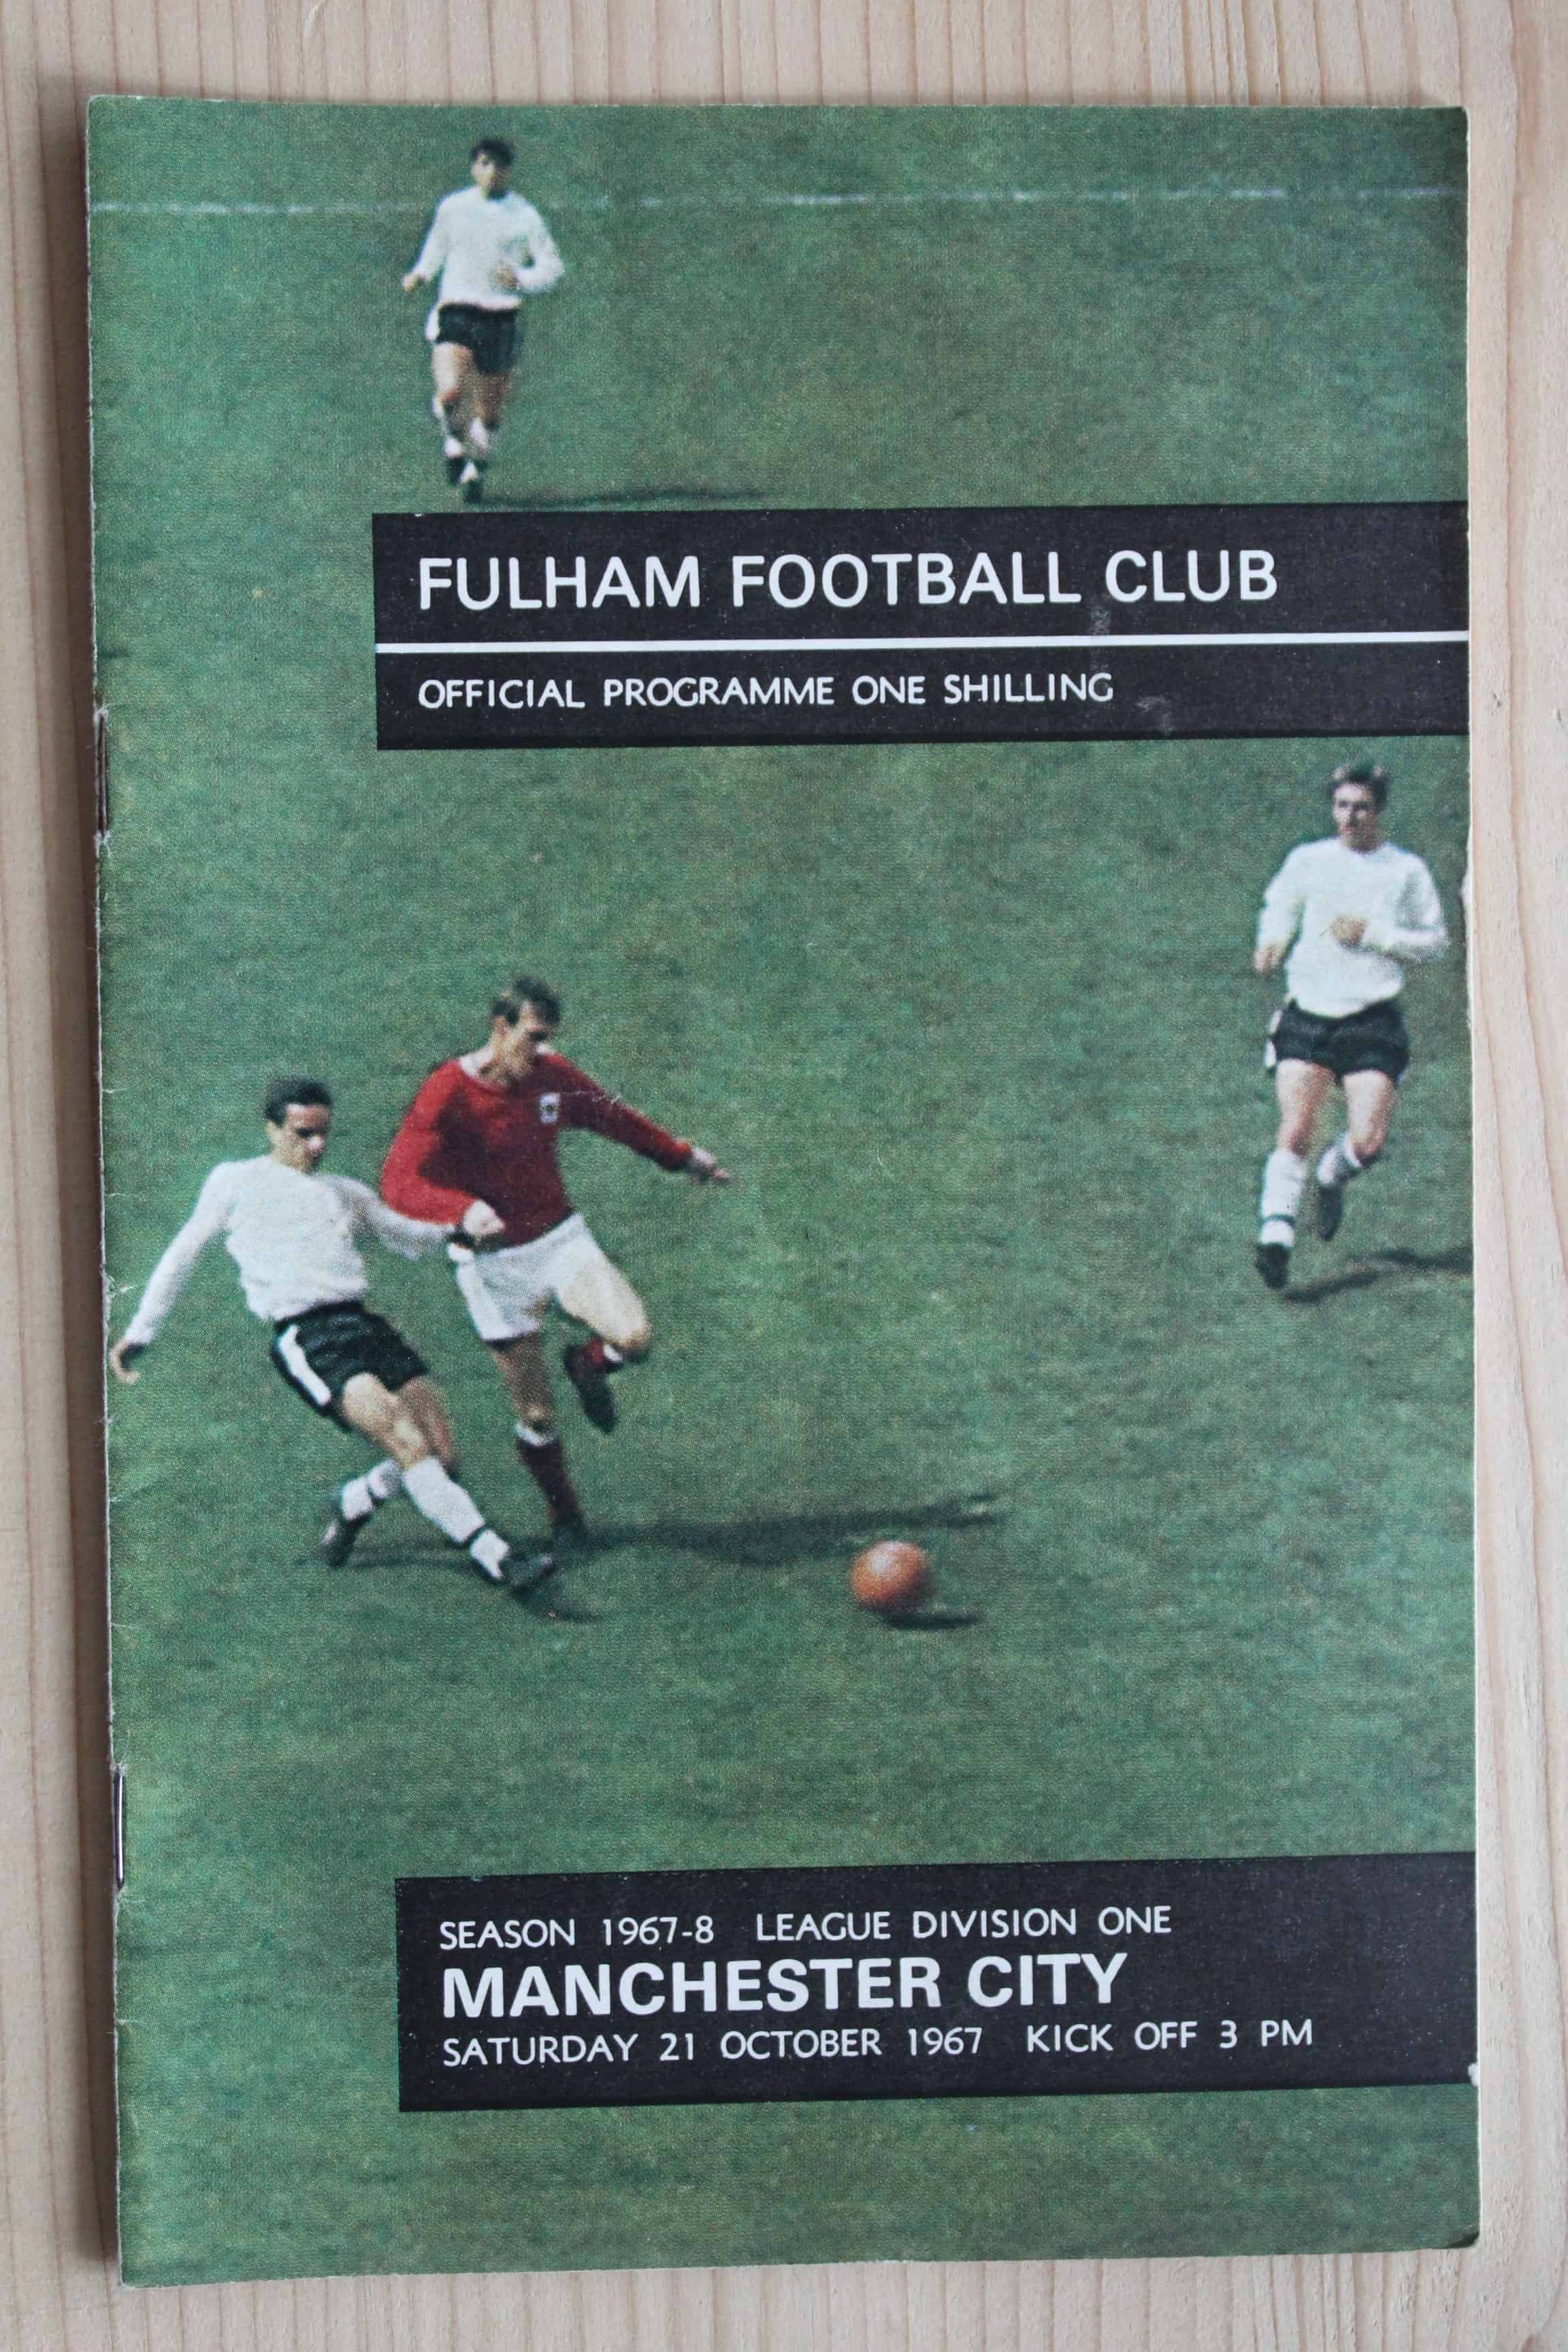 FULHAM FOOTBALL CLUB
OFFICIAL PROGRAMME ONE SHILLING
SEASON 1967-8 LEAGUE DIVISION ONE
MANCHESTER CITY
SATURDAY 21 OCTOBER 1967 KICK OFF 3 PM